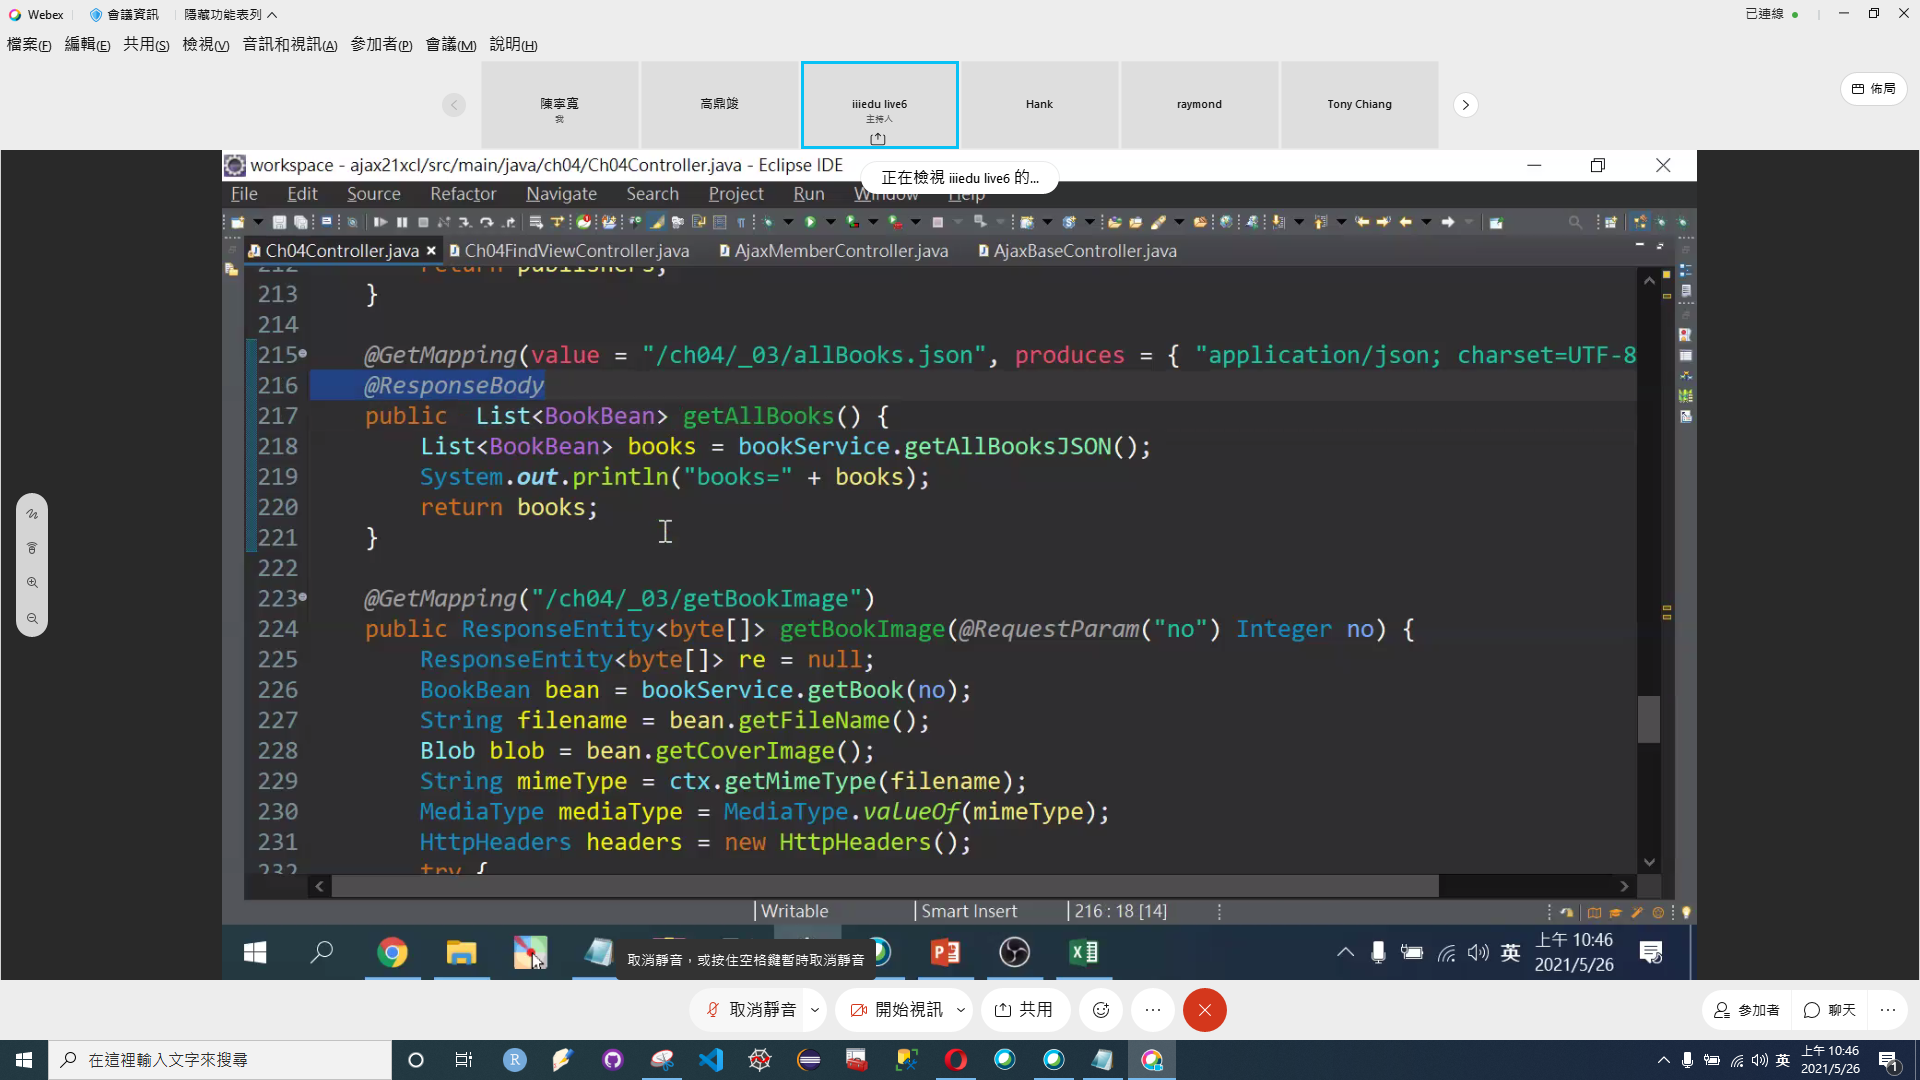 Webex 會議資訊 隱藏功能表列 已連線
檔案(F) 編輯(E) 共用(S) 檢視(V) 音訊和視訊(A) 參加者(P) 會議(M) 說明(H)
陳寧寬 高鼎竣 iiiedu live6 Hank raymond Tony Chiang 佈局
我 主持人
workspace - ajax21xcl/src/main/java/ch04/Ch04Controller.java - Eclipse IDE
正在檢視 iiiedu live6 的...
File Edit Source Refactor Navigate Search Project Run Window Help
Ch04Controller.java Ch04FindViewController.java AjaxMemberController.java AjaxBaseController.java
212 return publishers;
213 }
214
215 @GetMapping(value = "/ch04/_03/allBooks.json", produces = { "application/json; charset=UTF-8
216 @ResponseBody
217 public  List<BookBean> getAllBooks() {
218 List<BookBean> books = bookService.getAllBooksJSON();
219 System.out.println("books=" + books);
220 return books;
221 }
222
223 @GetMapping("/ch04/_03/getBookImage")
224 public ResponseEntity<byte[]> getBookImage(@RequestParam("no") Integer no) {
225 ResponseEntity<byte[]> re = null;
226 BookBean bean = bookService.getBook(no);
227 String filename = bean.getFileName();
228 Blob blob = bean.getCoverImage();
229 String mimeType = ctx.getMimeType(filename);
230 MediaType mediaType = MediaType.valueOf(mimeType);
231 HttpHeaders headers = new HttpHeaders();
232 try {
Writable Smart Insert 216 : 18 [14]
取消靜音，或按住空格鍵暫時取消靜音
英 上午 10:46
2021/5/26
取消靜音 開始視訊 共用 參加者 聊天
在這裡輸入文字來搜尋
英 上午 10:46
2021/5/26
1